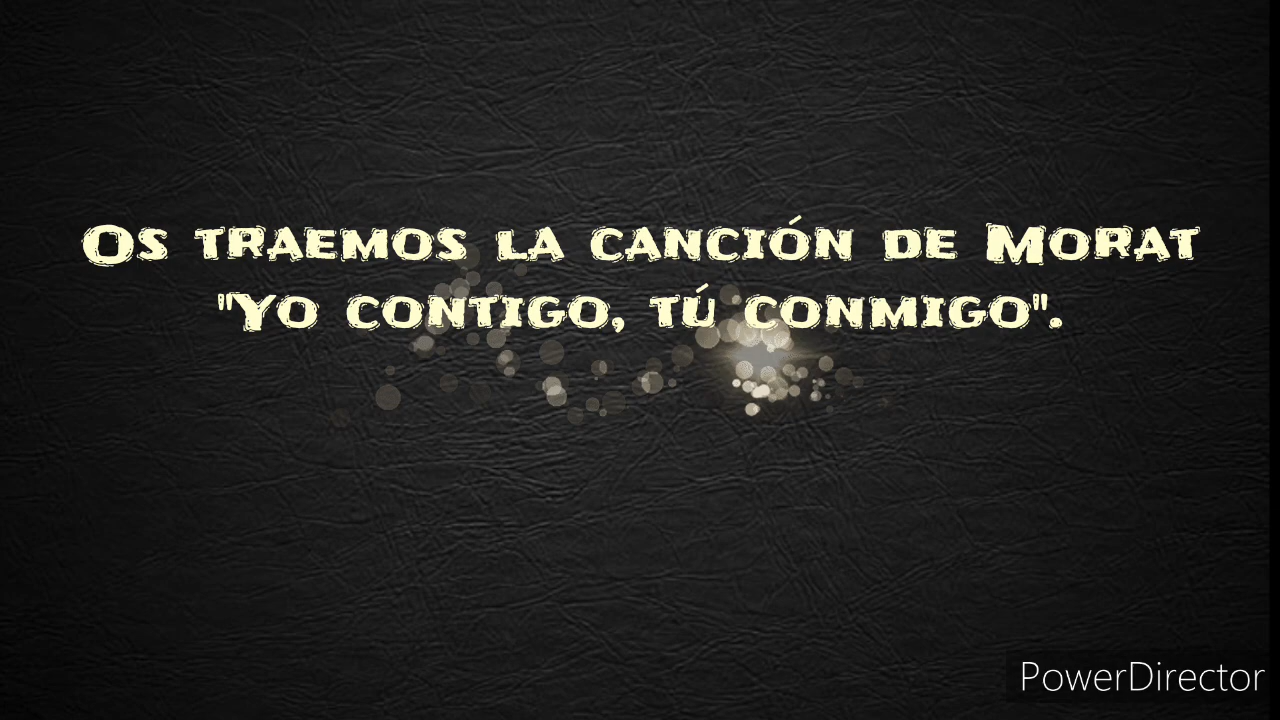 Os traemos la canción de Morat
"Yo contigo, tú conmigo".
PowerDirector